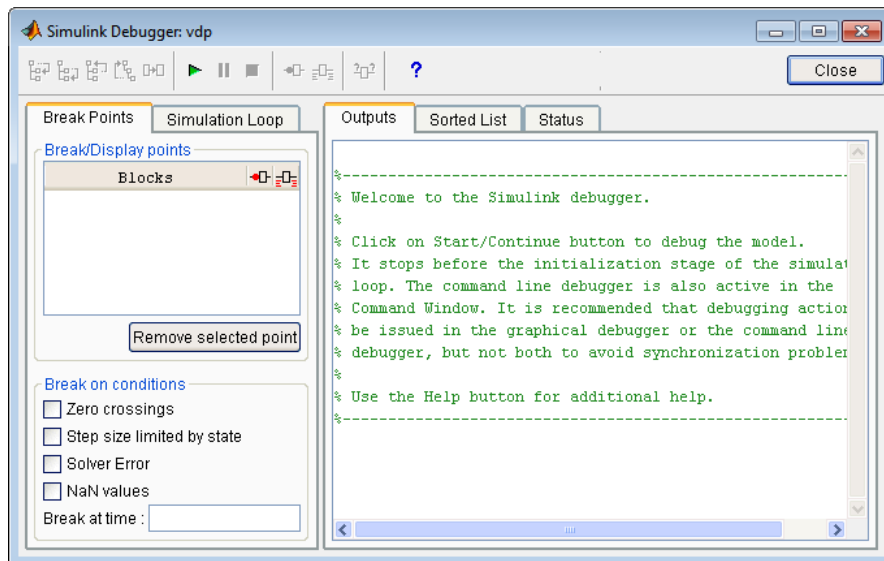 Simulink Debugger: vdp
?
Close
Break Points
Simulation Loop
Break/Display points
Blocks
Remove selected point
Break on conditions
Zero crossings
Step size limited by state
Solver Error
NaN values
Break at time :
Outputs
Sorted List
Status
%---------------------------------------------------------
% Welcome to the Simulink debugger.
%
% Click on Start/Continue button to debug the model.
% It stops before the initialization stage of the simulat
% loop. The command line debugger is also active in the
% Command Window. It is recommended that debugging action
% be issued in the graphical debugger or the command line
% debugger, but not both to avoid synchronization problem
%
% Use the Help button for additional help.
%---------------------------------------------------------